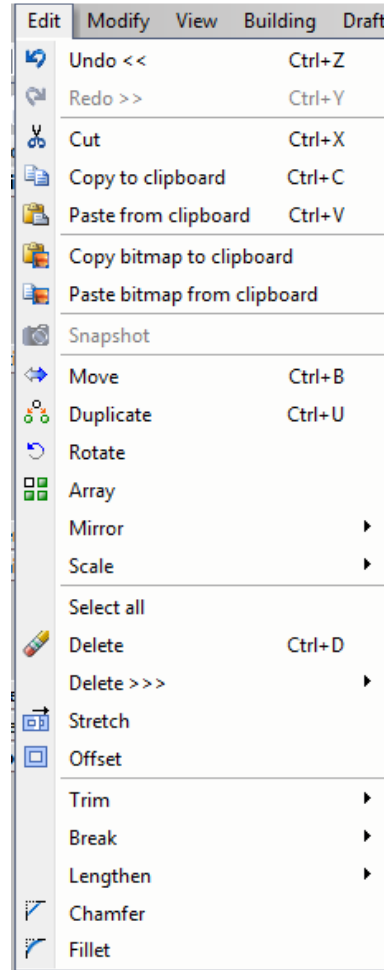 Edit Modify View Building Draft
Undo << Ctrl+Z
Redo >> Ctrl+Y
Cut Ctrl+X
Copy to clipboard Ctrl+C
Paste from clipboard Ctrl+V
Copy bitmap to clipboard
Paste bitmap from clipboard
Snapshot
Move Ctrl+B
Duplicate Ctrl+U
Rotate
Array
Mirror
Scale
Select all
Delete Ctrl+D
Delete >>>
Stretch
Offset
Trim
Break
Lengthen
Chamfer
Fillet